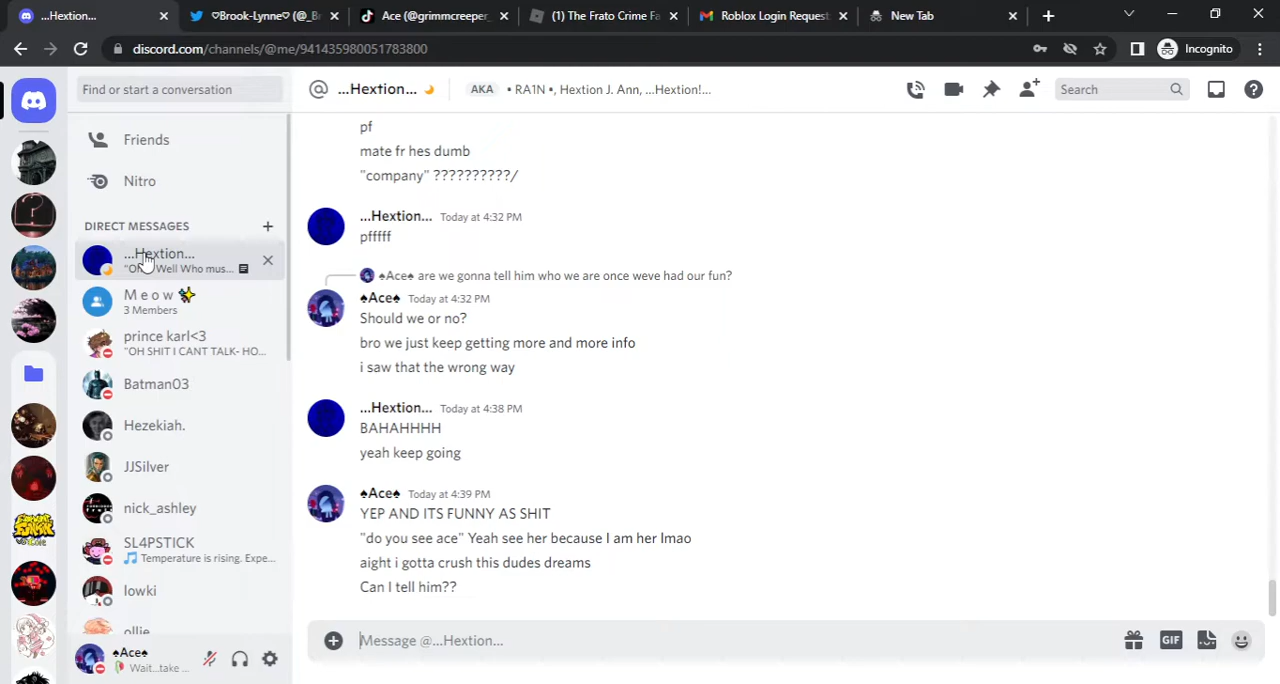 ...Hextion...
♡Brook-Lynne♡ (@_B
Ace (@grimmcreeper_
(1) The Frato Crime Fa
Roblox Login Request
New Tab
discord.com/channels/@me/941435980051783800
Incognito
Find or start a conversation
...Hextion...
AKA
• RA1N •, Hextion J. Ann, ...Hextion!...
Search
Friends
Nitro
DIRECT MESSAGES
...Hextion...
Well Who mus...
M e o w ✨
3 Members
prince karl<3
"OH SHIT I CANT TALK- HO...
Batman03
Hezekiah.
JJSilver
nick_ashley
SL4PSTICK
🎵 Temperature is rising. Expe...
lowki
ollie
♠Ace♠
Wait...take ...
pf
mate fr hes dumb
"company" ??????????/
...Hextion... Today at 4:32 PM
pfffff
♠Ace♠ are we gonna tell him who we are once weve had our fun?
♠Ace♠ Today at 4:32 PM
Should we or no?
bro we just keep getting more and more info
i saw that the wrong way
...Hextion... Today at 4:38 PM
BAHAHHHH
yeah keep going
♠Ace♠ Today at 4:39 PM
YEP AND ITS FUNNY AS SHIT
"do you see ace" Yeah see her because I am her lmao
aight i gotta crush this dudes dreams
Can I tell him??
Message @...Hextion...
GIF